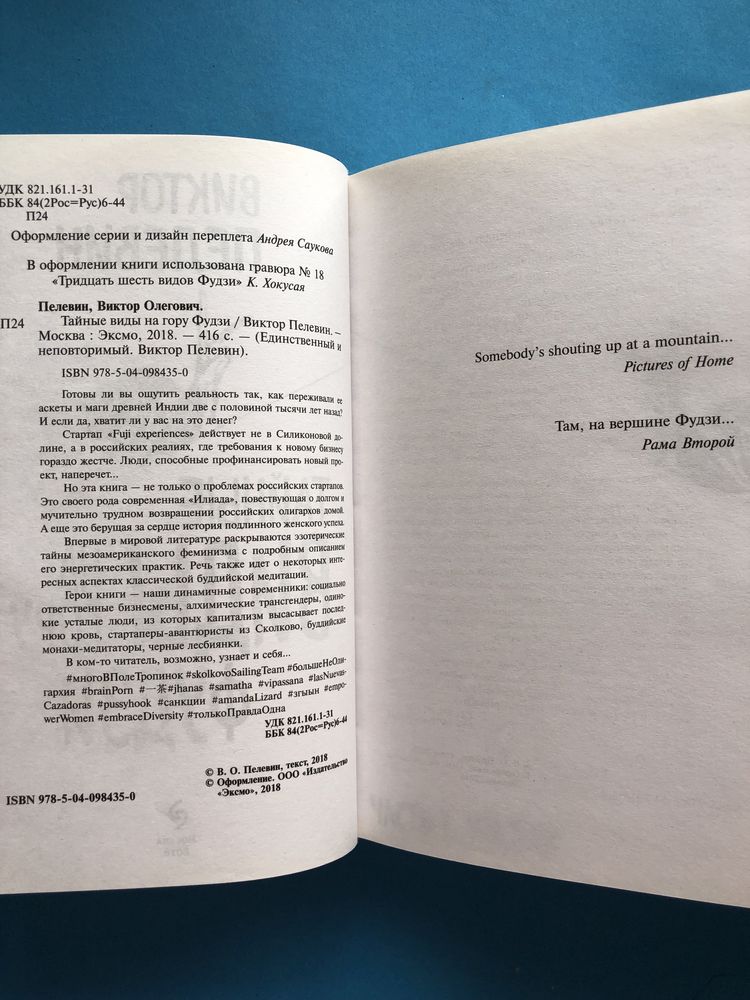 УДК 821.161.1-31
ББК 84(2Рос=Рус)6-44
П24
Оформление серии и дизайн переплета Андрея Саукова
В оформлении книги использована гравюра № 18
«Тридцать шесть видов Фудзи» К. Хокусая
Пелевин, Виктор Олегович.
П24 Тайные виды на гору Фудзи / Виктор Пелевин. –
Москва : Эксмо, 2018. — 416 с. — (Единственный и
неповторимый. Виктор Пелевин).
ISBN 978-5-04-098435-0
Готовы ли вы ощутить реальность так, как переживали ее
аскеты и маги древней Индии две с половиной тысячи лет назад?
И если да, хватит ли у вас на это денег?
Стартап «Fuji experiences» действует не в Силиконовой до-
лине, а в российских реалиях, где требования к новому бизнесу
гораздо жестче. Люди, способные профинансировать новый про-
ект, наперечет...
Но эта книга — не только о проблемах российских стартапов.
Это своего рода современная «Илиада», повествующая о долгом и
мучительно трудном возвращении российских олигархов домой.
А еще это берущая за сердце история подлинного женского успеха.
Впервые в мировой литературе раскрываются эзотерические
тайны мезоамериканского феминизма с подробным описанием
его энергетических практик. Речь также идет о некоторых инте-
ресных аспектах классической буддийской медитации.
Герои книги — наши динамичные современники: социально
ответственные бизнесмены, алхимические трансгендеры, одино-
кие усталые люди, из которых капитализм высасывает послед-
нюю кровь, стартаперы-авантюристы из Сколково, буддийские
монахи-медитаторы, черные лесбиянки.
В ком-то читатель, возможно, узнает и себя...
#многоВПолеТропинок #skolkovoSailingTeam #большеНеОли-
гархия #brainPorn #一茶#jhanas #samatha #vipassana #lasNuevas-
Cazadoras #pussyhook #санкции #amandaLizard #згыын #empo-
werWomen #embraceDiversity #толькоПравдаОдна
УДК 821.161.1-31
ББК 84(2Рос=Рус)6-44
© В. О. Пелевин, текст, 2018
© Оформление. ООО «Издательство
«Эксмо», 2018
ISBN 978-5-04-098435-0
Somebody's shouting up at a mountain...
Pictures of Home
Там, на вершине Фудзи...
Рама Второй